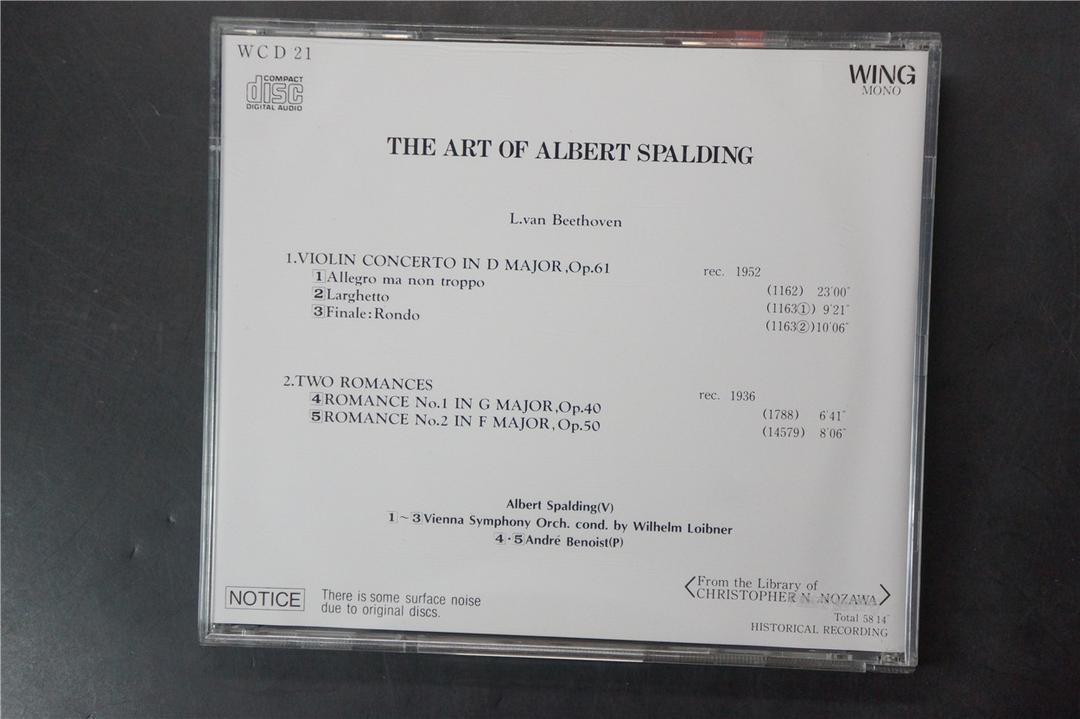 WCD 21
COMPACT
disc
DIGITAL AUDIO
WING
MONO
THE ART OF ALBERT SPALDING
L.van Beethoven
1.VIOLIN CONCERTO IN D MAJOR,Op.61 rec. 1952
1 Allegro ma non troppo (1162) 23'00"
2 Larghetto (1163①) 9'21"
3 Finale:Rondo (1163②)10'06"
2.TWO ROMANCES rec. 1936
4 ROMANCE No.1 IN G MAJOR,Op.40 (1788) 6'41"
5 ROMANCE No.2 IN F MAJOR,Op.50 (14579) 8'06"
Albert Spalding(V)
1~3 Vienna Symphony Orch. cond. by Wilhelm Loibner
4·5 André Benoist(P)
NOTICE
There is some surface noise
due to original discs.
From the Library of
CHRISTOPHER N. NOZAWA
Total 58'14"
HISTORICAL RECORDING